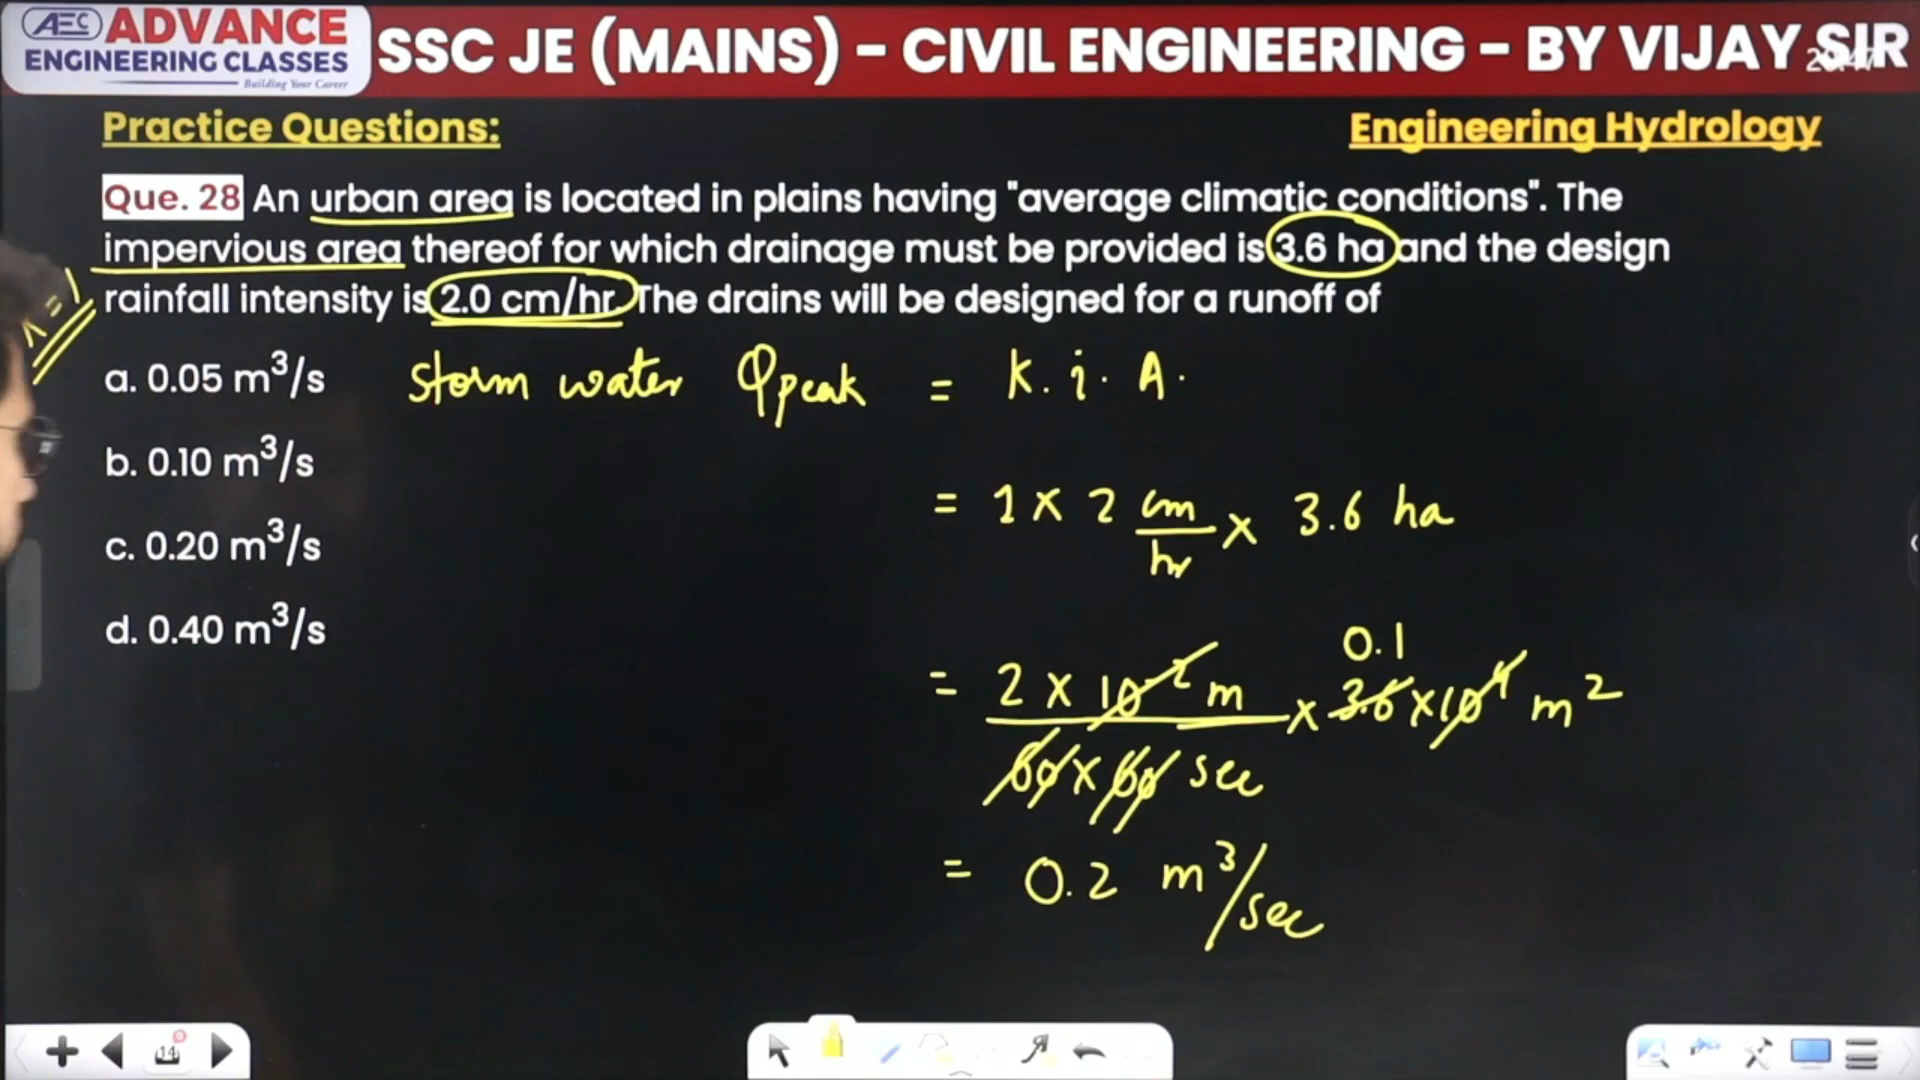 AEC ADVANCE
ENGINEERING CLASSES
Building Your Career
SSC JE (MAINS) - CIVIL ENGINEERING - BY VIJAY SIR
Practice Questions:
Engineering Hydrology
Que. 28 An urban area is located in plains having "average climatic conditions". The
impervious area thereof for which drainage must be provided is 3.6 ha and the design
rainfall intensity is 2.0 cm/hr The drains will be designed for a runoff of
= 1
a. 0.05 m³/s
storm water Qpeak = K. i. A.
b. 0.10 m³/s
= 1 x 2 cm/hr x 3.6 ha
c. 0.20 m³/s
d. 0.40 m³/s
0.1
= 2 x 10⁻² m x 3.6 x 10⁴ m²
60 x 60 sec
= 0.2 m³/sec
14